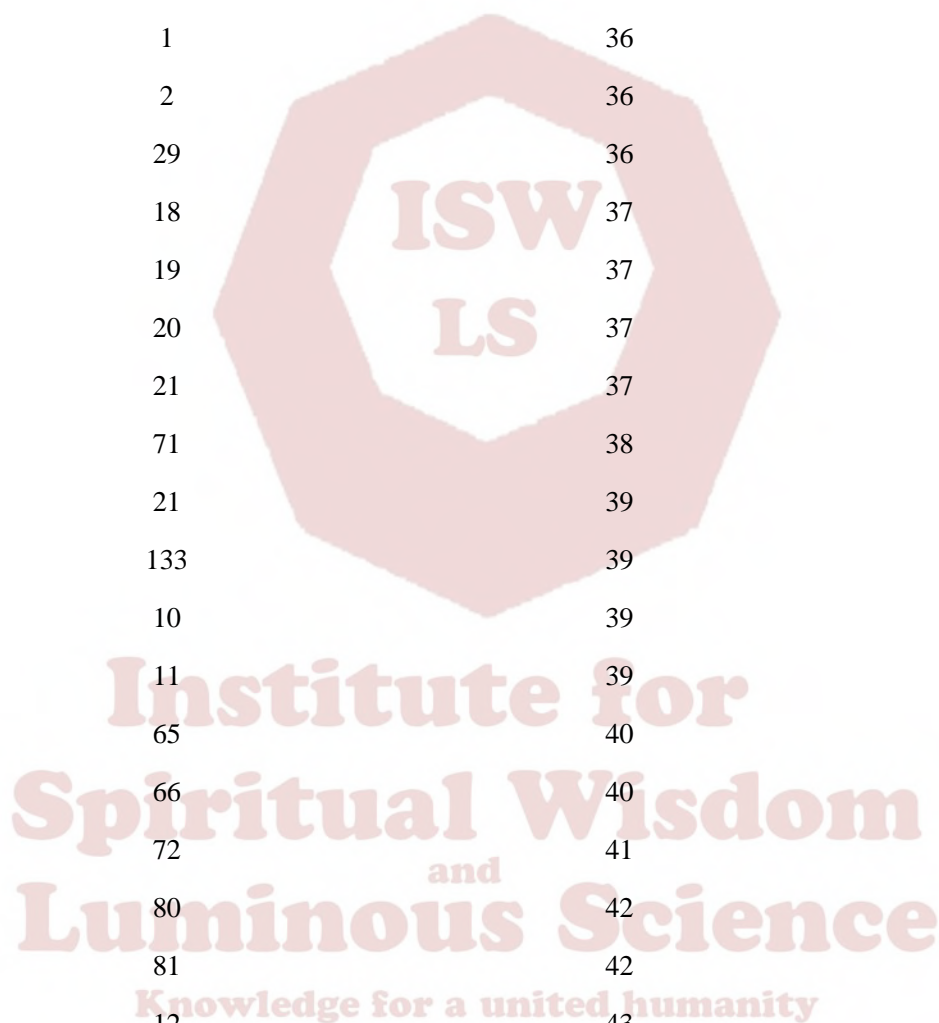 1 36
2 36
29 36
ISW
18 37
19 37
LS
20 37
21 37
71 38
21 39
133 39
10 39
Institute for
11 39
65 40
Spiritual Wisdom
66 40
72 41
and
Luminous Science
80 42
81 42
Knowledge for a united humanity
12 43